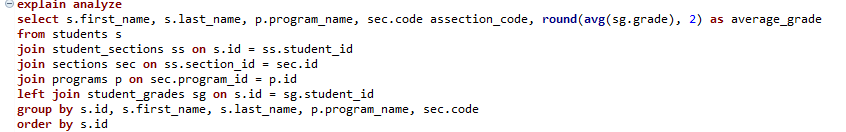 explain analyze
select s.first_name, s.last_name, p.program_name, sec.code assection_code, round(avg(sg.grade), 2) as average_grade
from students s
join student_sections ss on s.id = ss.student_id
join sections sec on ss.section_id = sec.id
join programs p on sec.program_id = p.id
left join student_grades sg on s.id = sg.student_id
group by s.id, s.first_name, s.last_name, p.program_name, sec.code
order by s.id